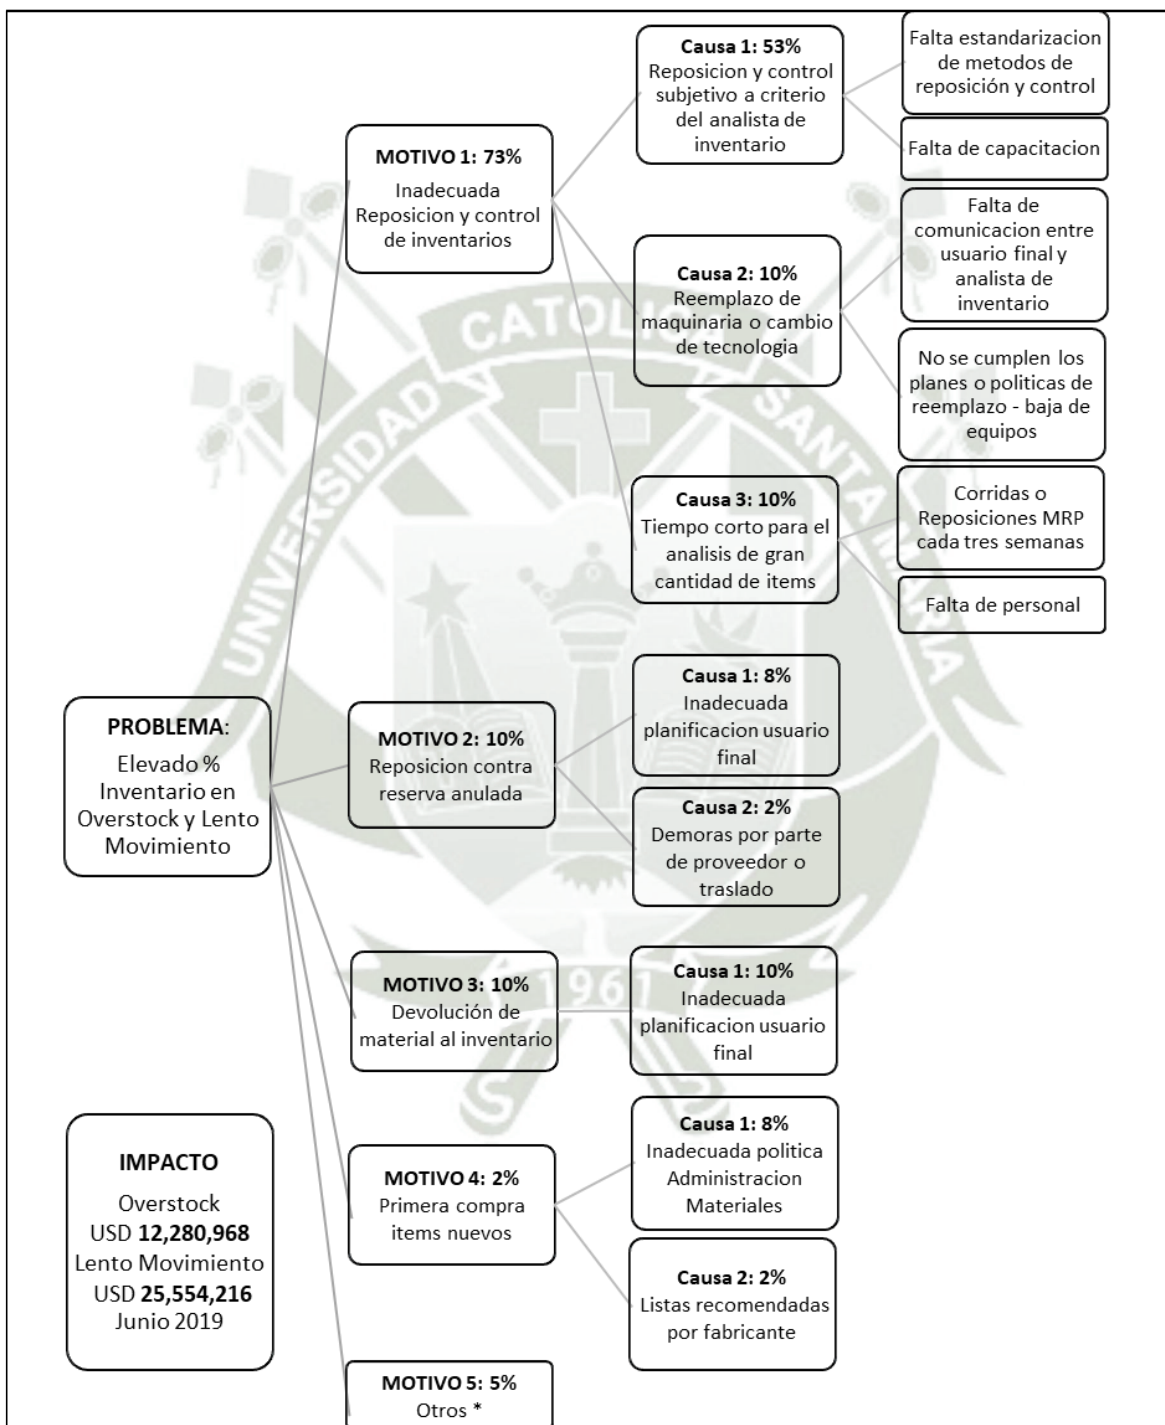 Causa 1: 53%
Reposicion y control
subjetivo a criterio
del analista de
inventario
Falta estandarizacion
de metodos de
reposición y control
Falta de capacitacion
MOTIVO 1: 73%
Inadecuada
Reposicion y control
de inventarios
Causa 2: 10%
Reemplazo de
maquinaria o cambio
de tecnologia
Falta de
comunicacion entre
usuario final y
analista de
inventario
No se cumplen los
planes o politicas de
reemplazo - baja de
equipos
Causa 3: 10%
Tiempo corto para el
analisis de gran
cantidad de items
Corridas o
Reposiciones MRP
cada tres semanas
Falta de personal
PROBLEMA:
Elevado %
Inventario en
Overstock y Lento
Movimiento
MOTIVO 2: 10%
Reposicion contra
reserva anulada
Causa 1: 8%
Inadecuada
planificacion usuario
final
Causa 2: 2%
Demoras por parte
de proveedor o
traslado
MOTIVO 3: 10%
Devolución de
material al inventario
Causa 1: 10%
Inadecuada
planificacion usuario
final
IMPACTO
Overstock
USD 12,280,968
Lento Movimiento
USD 25,554,216
Junio 2019
MOTIVO 4: 2%
Primera compra
items nuevos
Causa 1: 8%
Inadecuada politica
Administracion
Materiales
Causa 2: 2%
Listas recomendadas
por fabricante
MOTIVO 5: 5%
Otros *
UNIVERSIDAD CATOLICA SANTA MARIA
1961